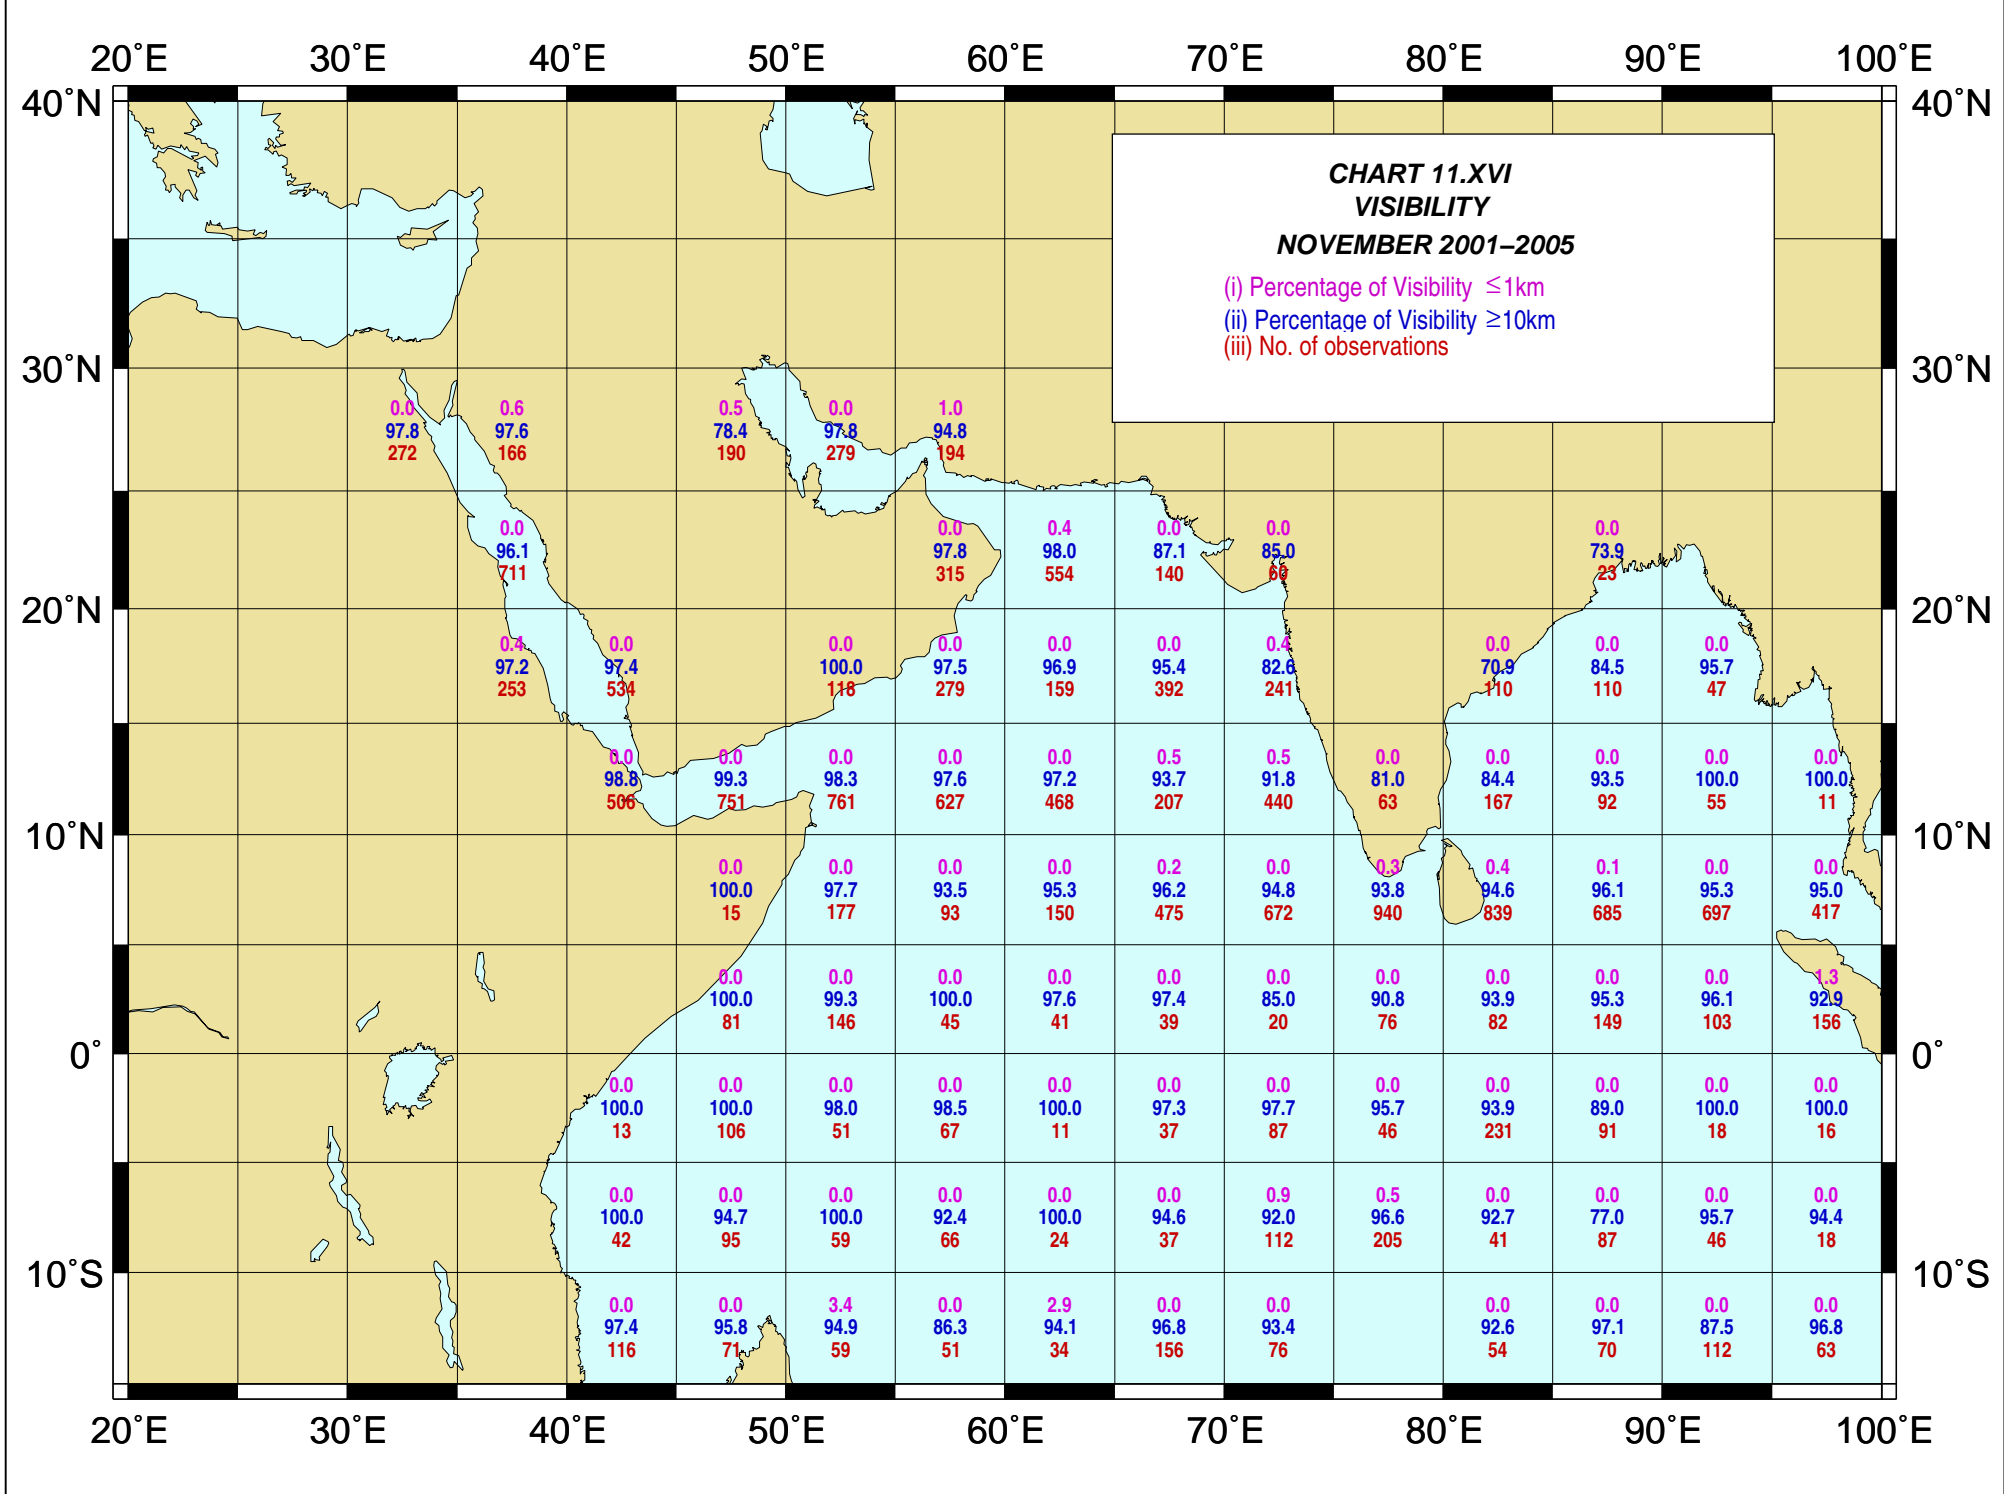 20°E 30°E 40°E 50°E 60°E 70°E 80°E 90°E 100°E
40°N 40°N
CHART 11.XVI
VISIBILITY
NOVEMBER 2001–2005
(i) Percentage of Visibility ≤1km
(ii) Percentage of Visibility ≥10km
(iii) No. of observations
30°N 30°N
0.0 0.6 0.5 0.0 1.0
97.8 97.6 78.4 97.8 94.8
272 166 190 279 194
0.0 0.0 0.4 0.0 0.0 0.0
96.1 97.8 98.0 87.1 85.0 73.9
711 315 554 140 60 23
20°N 20°N
0.4 0.0 0.0 0.0 0.0 0.0 0.4 0.0 0.0 0.0
97.2 97.4 100.0 97.5 96.9 95.4 82.6 70.9 84.5 95.7
253 534 118 279 159 392 241 110 110 47
0.0 0.0 0.0 0.0 0.0 0.5 0.5 0.0 0.0 0.0 0.0 0.0
98.8 99.3 98.3 97.6 97.2 93.7 91.8 81.0 84.4 93.5 100.0 100.0
506 751 761 627 468 207 440 63 167 92 55 11
10°N 10°N
0.0 0.0 0.0 0.0 0.2 0.0 0.3 0.4 0.1 0.0 0.0
100.0 97.7 93.5 95.3 96.2 94.8 93.8 94.6 96.1 95.3 95.0
15 177 93 150 475 672 940 839 685 697 417
0.0 0.0 0.0 0.0 0.0 0.0 0.0 0.0 0.0 0.0 1.3
100.0 99.3 100.0 97.6 97.4 85.0 90.8 93.9 95.3 96.1 92.9
81 146 45 41 39 20 76 82 149 103 156
0° 0°
0.0 0.0 0.0 0.0 0.0 0.0 0.0 0.0 0.0 0.0 0.0 0.0
100.0 100.0 98.0 98.5 100.0 97.3 97.7 95.7 93.9 89.0 100.0 100.0
13 106 51 67 11 37 87 46 231 91 18 16
0.0 0.0 0.0 0.0 0.0 0.0 0.9 0.5 0.0 0.0 0.0 0.0
100.0 94.7 100.0 92.4 100.0 94.6 92.0 96.6 92.7 77.0 95.7 94.4
42 95 59 66 24 37 112 205 41 87 46 18
10°S 10°S
0.0 0.0 3.4 0.0 2.9 0.0 0.0 0.0 0.0 0.0 0.0
97.4 95.8 94.9 86.3 94.1 96.8 93.4 92.6 97.1 87.5 96.8
116 71 59 51 34 156 76 54 70 112 63
20°E 30°E 40°E 50°E 60°E 70°E 80°E 90°E 100°E